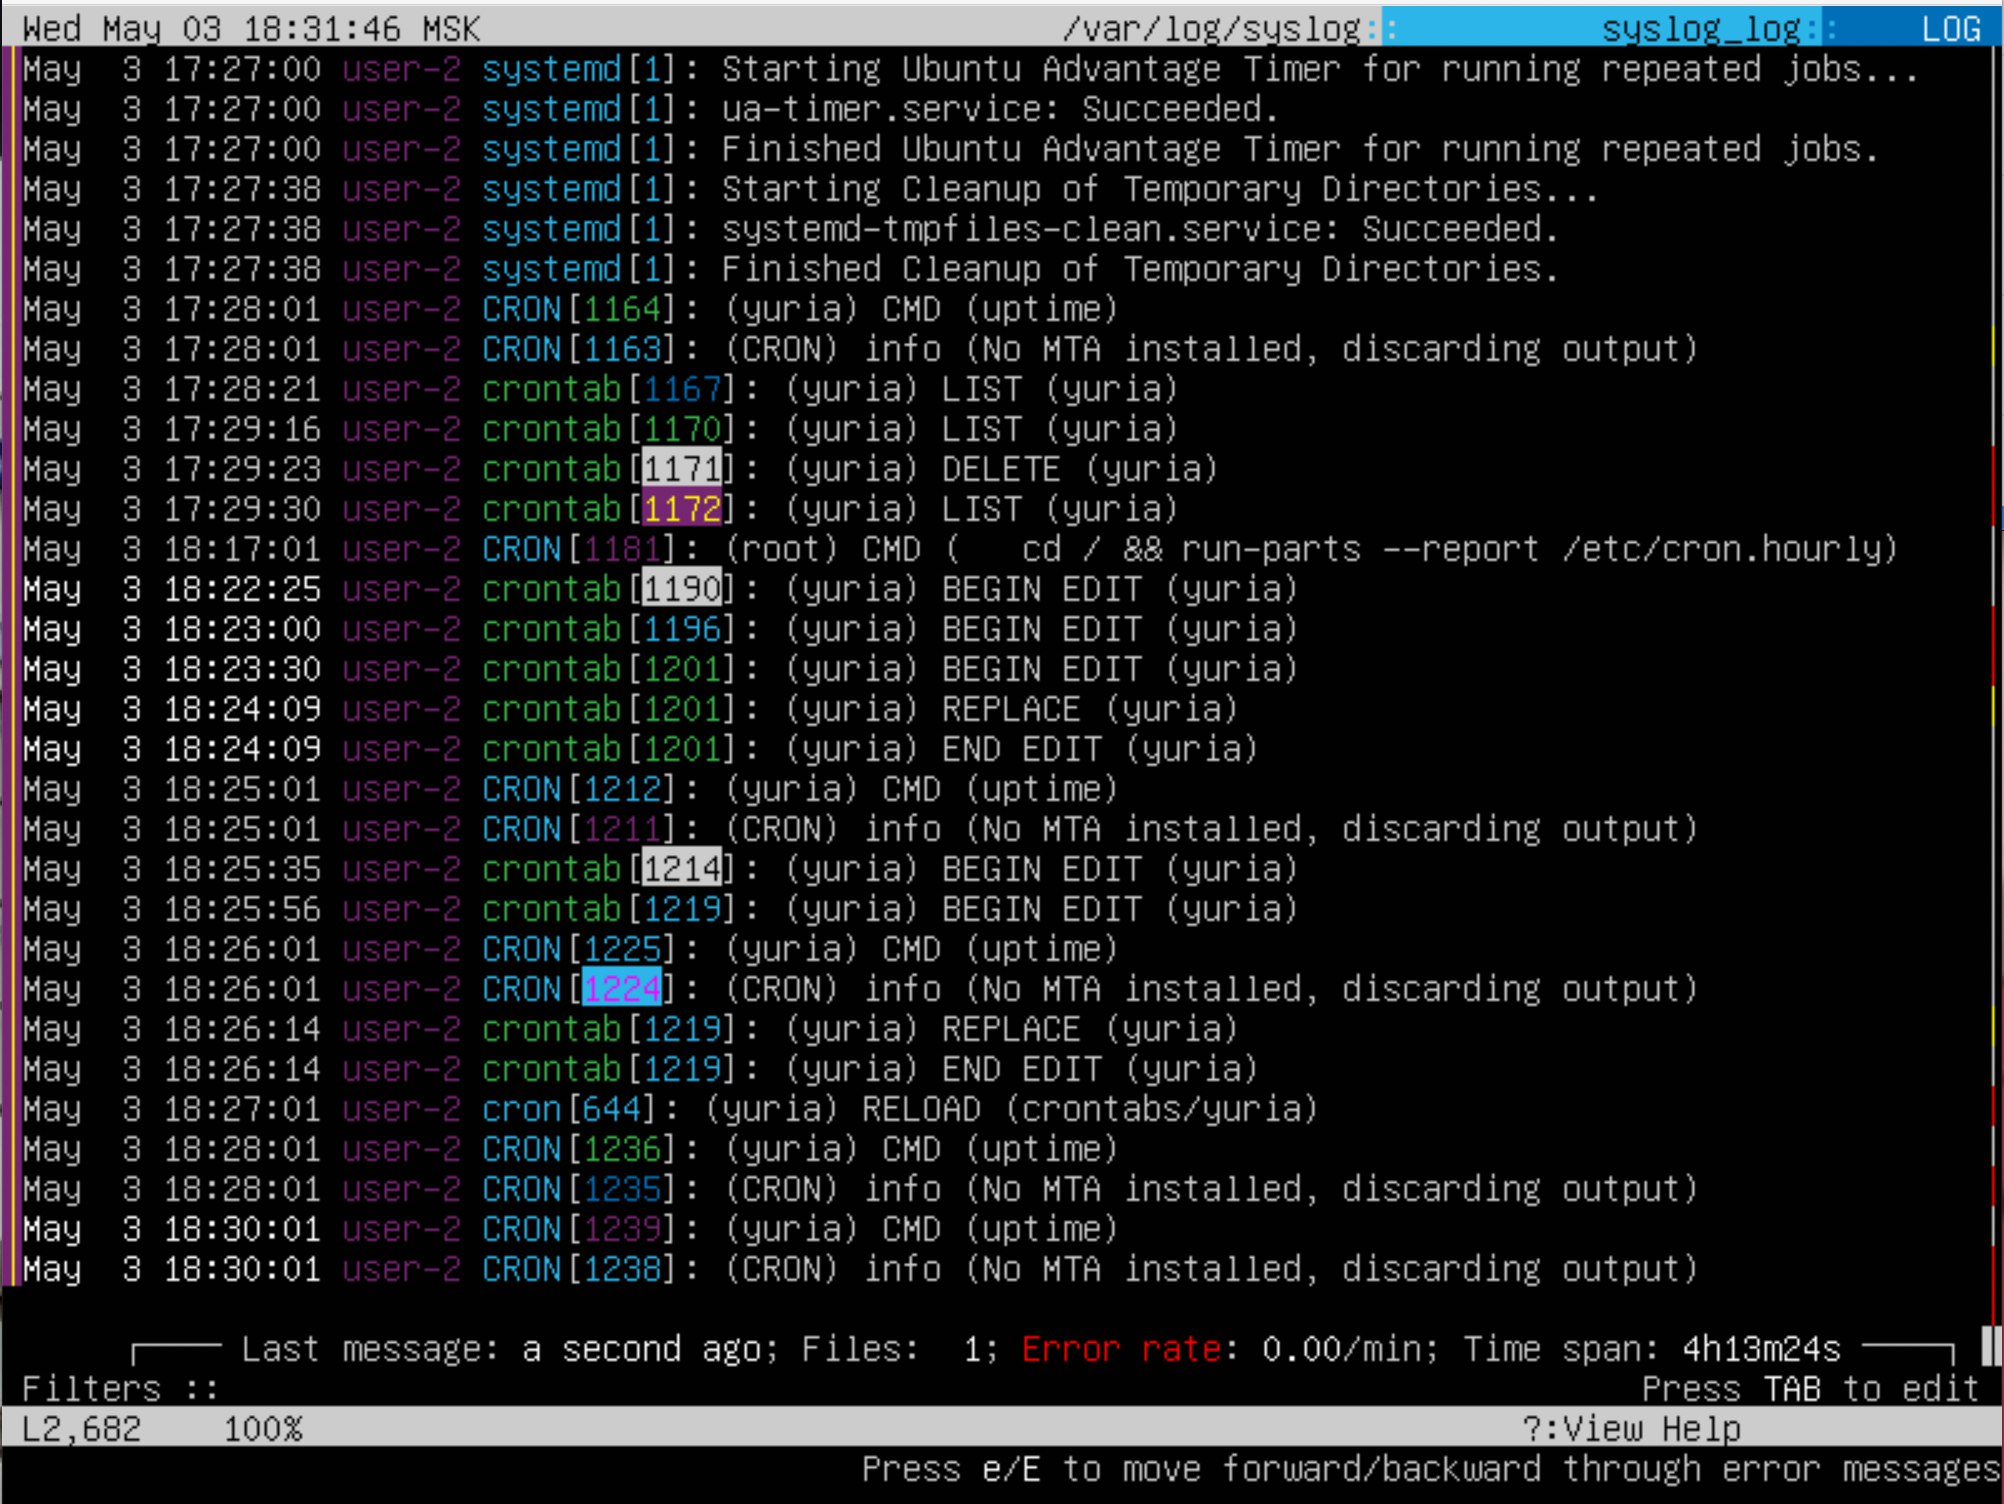 Wed May 03 18:31:46 MSK /var/log/syslog:: syslog_log:: LOG
May  3 17:27:00 user-2 systemd[1]: Starting Ubuntu Advantage Timer for running repeated jobs...
May  3 17:27:00 user-2 systemd[1]: ua-timer.service: Succeeded.
May  3 17:27:00 user-2 systemd[1]: Finished Ubuntu Advantage Timer for running repeated jobs.
May  3 17:27:38 user-2 systemd[1]: Starting Cleanup of Temporary Directories...
May  3 17:27:38 user-2 systemd[1]: systemd-tmpfiles-clean.service: Succeeded.
May  3 17:27:38 user-2 systemd[1]: Finished Cleanup of Temporary Directories.
May  3 17:28:01 user-2 CRON[1164]: (yuria) CMD (uptime)
May  3 17:28:01 user-2 CRON[1163]: (CRON) info (No MTA installed, discarding output)
May  3 17:28:21 user-2 crontab[1167]: (yuria) LIST (yuria)
May  3 17:29:16 user-2 crontab[1170]: (yuria) LIST (yuria)
May  3 17:29:23 user-2 crontab[1171]: (yuria) DELETE (yuria)
May  3 17:29:30 user-2 crontab[1172]: (yuria) LIST (yuria)
May  3 18:17:01 user-2 CRON[1181]: (root) CMD (   cd / && run-parts --report /etc/cron.hourly)
May  3 18:22:25 user-2 crontab[1190]: (yuria) BEGIN EDIT (yuria)
May  3 18:23:00 user-2 crontab[1196]: (yuria) BEGIN EDIT (yuria)
May  3 18:23:30 user-2 crontab[1201]: (yuria) BEGIN EDIT (yuria)
May  3 18:24:09 user-2 crontab[1201]: (yuria) REPLACE (yuria)
May  3 18:24:09 user-2 crontab[1201]: (yuria) END EDIT (yuria)
May  3 18:25:01 user-2 CRON[1212]: (yuria) CMD (uptime)
May  3 18:25:01 user-2 CRON[1211]: (CRON) info (No MTA installed, discarding output)
May  3 18:25:35 user-2 crontab[1214]: (yuria) BEGIN EDIT (yuria)
May  3 18:25:56 user-2 crontab[1219]: (yuria) BEGIN EDIT (yuria)
May  3 18:26:01 user-2 CRON[1225]: (yuria) CMD (uptime)
May  3 18:26:01 user-2 CRON[1224]: (CRON) info (No MTA installed, discarding output)
May  3 18:26:14 user-2 crontab[1219]: (yuria) REPLACE (yuria)
May  3 18:26:14 user-2 crontab[1219]: (yuria) END EDIT (yuria)
May  3 18:27:01 user-2 cron[644]: (yuria) RELOAD (crontabs/yuria)
May  3 18:28:01 user-2 CRON[1236]: (yuria) CMD (uptime)
May  3 18:28:01 user-2 CRON[1235]: (CRON) info (No MTA installed, discarding output)
May  3 18:30:01 user-2 CRON[1239]: (yuria) CMD (uptime)
May  3 18:30:01 user-2 CRON[1238]: (CRON) info (No MTA installed, discarding output)
Last message: a second ago; Files:  1; Error rate: 0.00/min; Time span: 4h13m24s
Filters :: Press TAB to edit
L2,682 100% ?:View Help
Press e/E to move forward/backward through error messages